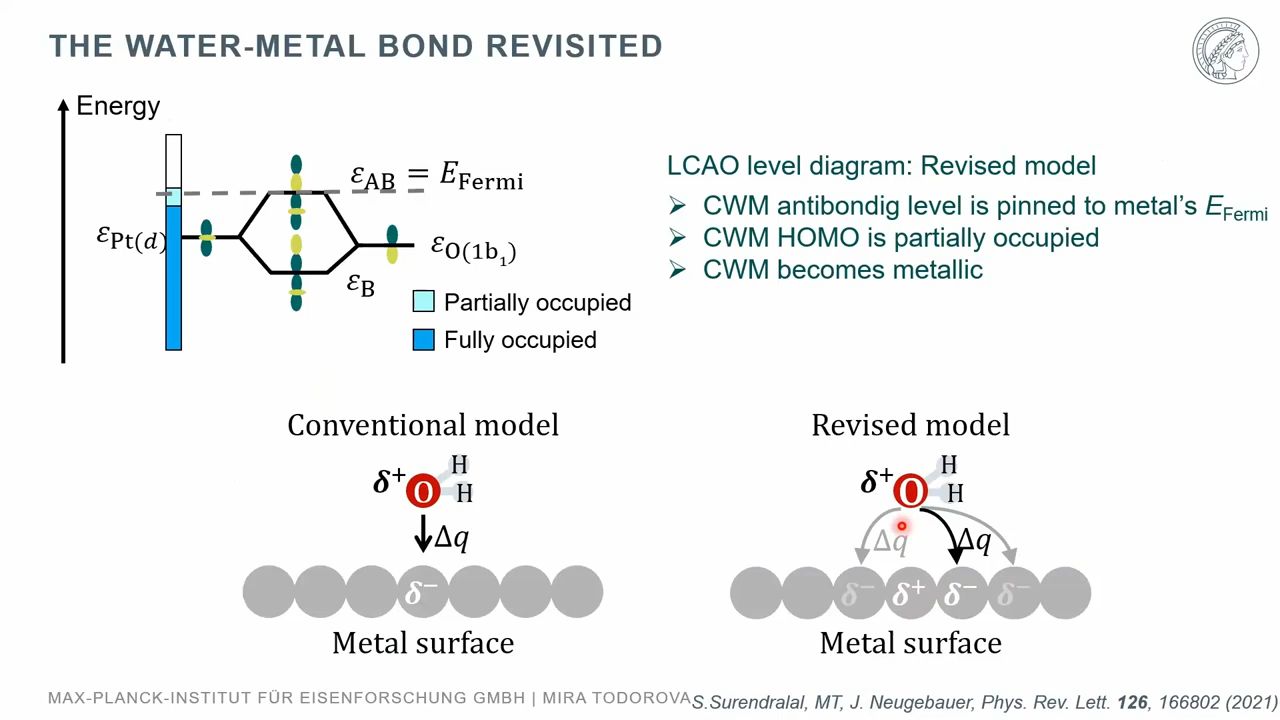 THE WATER-METAL BOND REVISITED
Energy
εAB = EFermi
εPt(d)
εO(1b1)
εB
Partially occupied
Fully occupied
LCAO level diagram: Revised model
➢ CWM antibondig level is pinned to metal's EFermi
➢ CWM HOMO is partially occupied
➢ CWM becomes metallic
Conventional model
δ+ O H H
Δq
δ−
Metal surface
Revised model
δ+ O H H
Δq Δq
δ− δ+ δ− δ−
Metal surface
MAX-PLANCK-INSTITUT FÜR EISENFORSCHUNG GMBH | MIRA TODOROVA
S.Surendralal, MT, J. Neugebauer, Phys. Rev. Lett. 126, 166802 (2021)